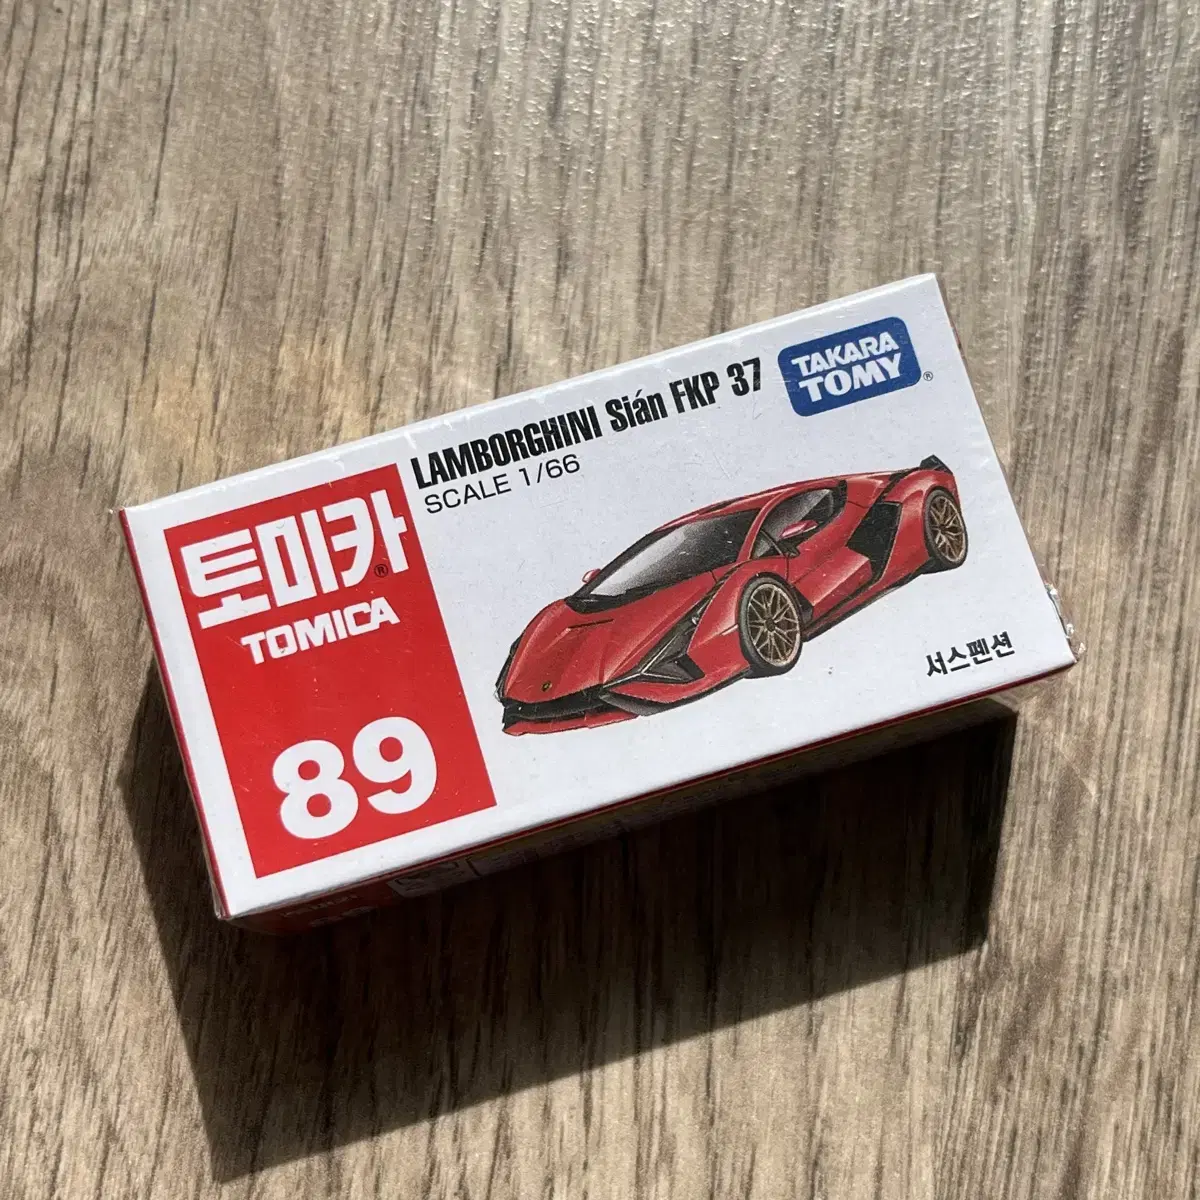 LAMBORGHINI Sián FKP 37
SCALE 1/66
TAKARA
TOMY®
토미카®
TOMICA
89
서스펜션